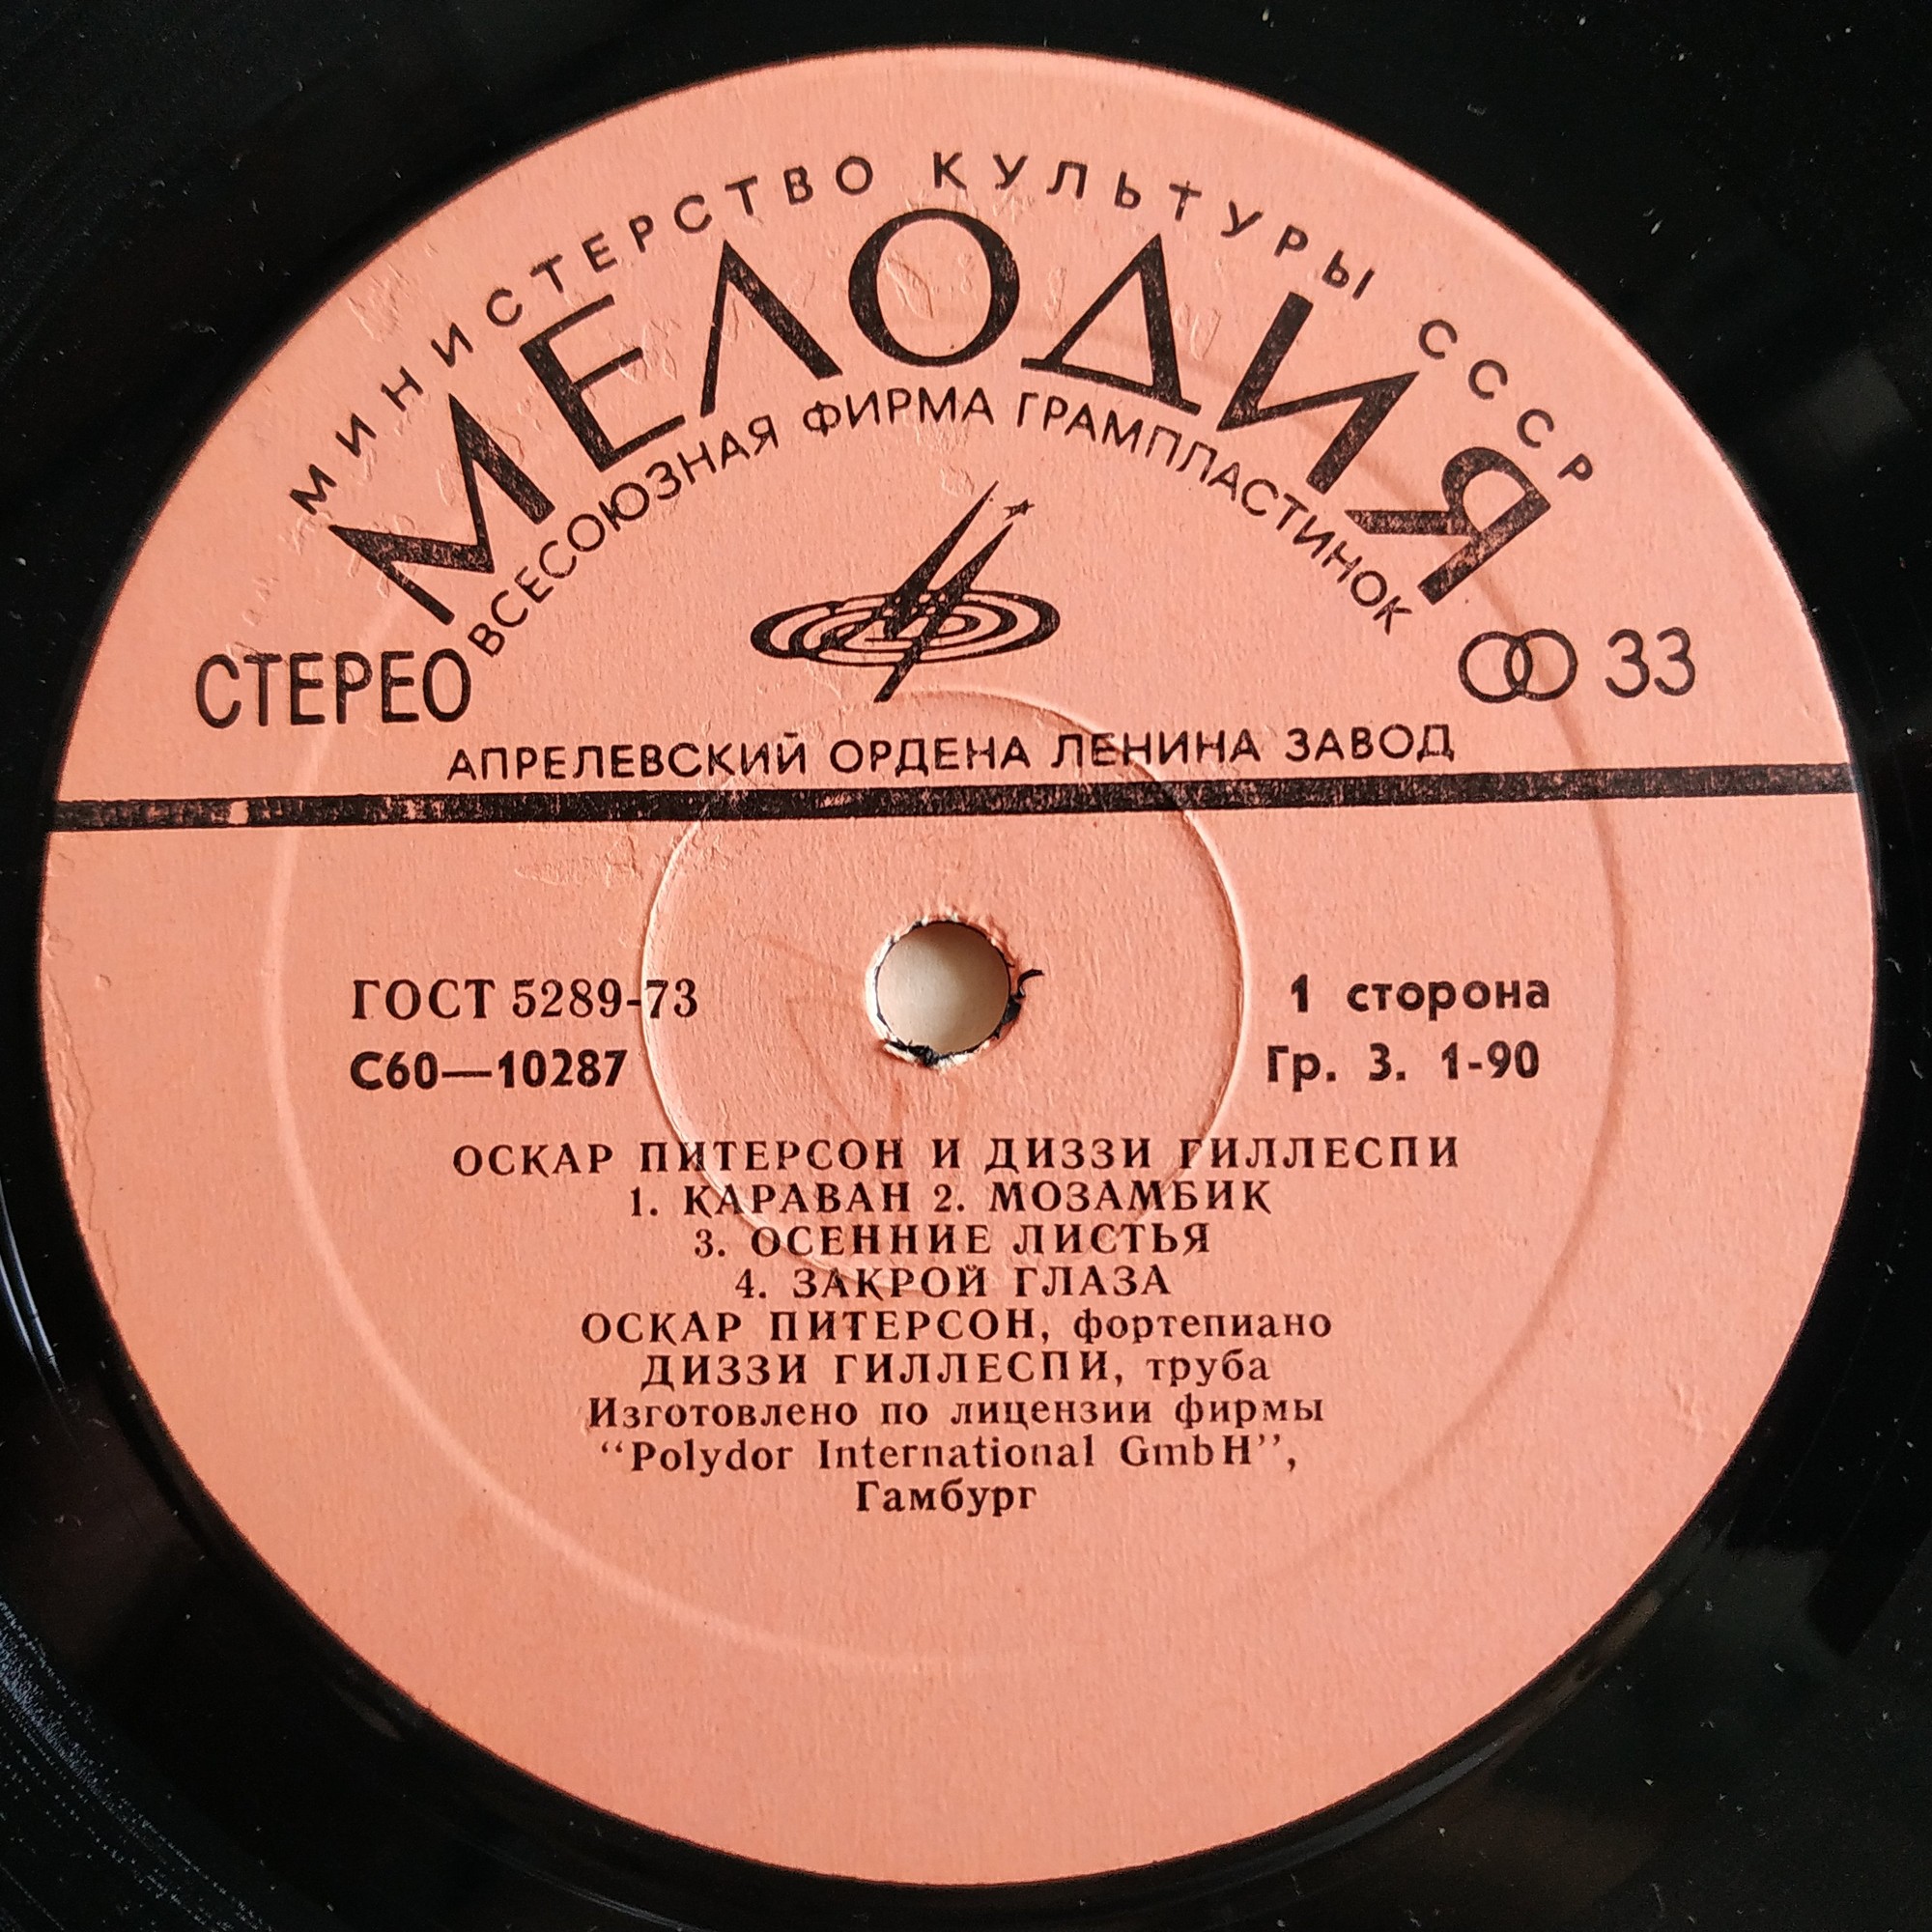 МИНИСТЕРСТВО КУЛЬТУРЫ СССР
МЕЛОДИЯ
ВСЕСОЮЗНАЯ ФИРМА ГРАМПЛАСТИНОК
СТЕРЕО
33
АПРЕЛЕВСКИЙ ОРДЕНА ЛЕНИНА ЗАВОД
ГОСТ 5289-73
1 сторона
С60—10287
Гр. 3. 1-90
ОСКАР ПИТЕРСОН И ДИЗЗИ ГИЛЛЕСПИ
1. КАРАВАН 2. МОЗАМБИК
3. ОСЕННИЕ ЛИСТЬЯ
4. ЗАКРОЙ ГЛАЗА
ОСКАР ПИТЕРСОН, фортепиано
ДИЗЗИ ГИЛЛЕСПИ, труба
Изготовлено по лицензии фирмы
“Polydor International GmbH”,
Гамбург